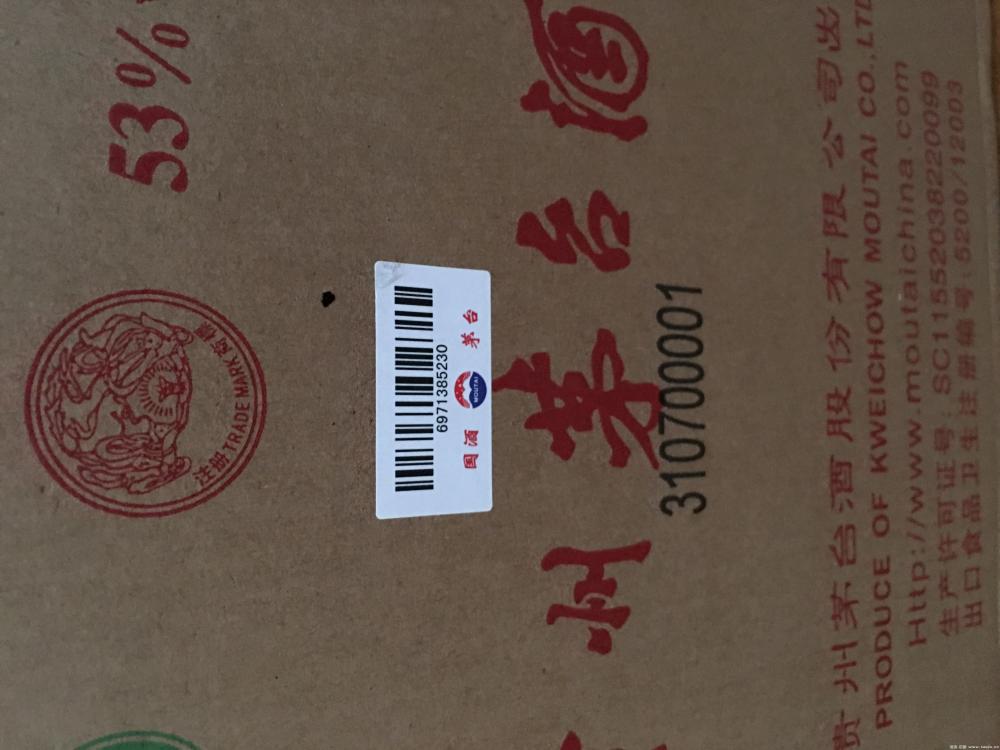 53%
注册 TRADE MARK 商標
6971385230
国酒 MOUTAI 茅台
州茅台酒
310700001
贵州茅台酒股份有限公司出
PRODUCE OF KWEICHOW MOUTAI CO.,LTD
Http://www.moutaichina.com
生产许可证号:SC11552038220099
出口食品卫生注册编号:5200/12003